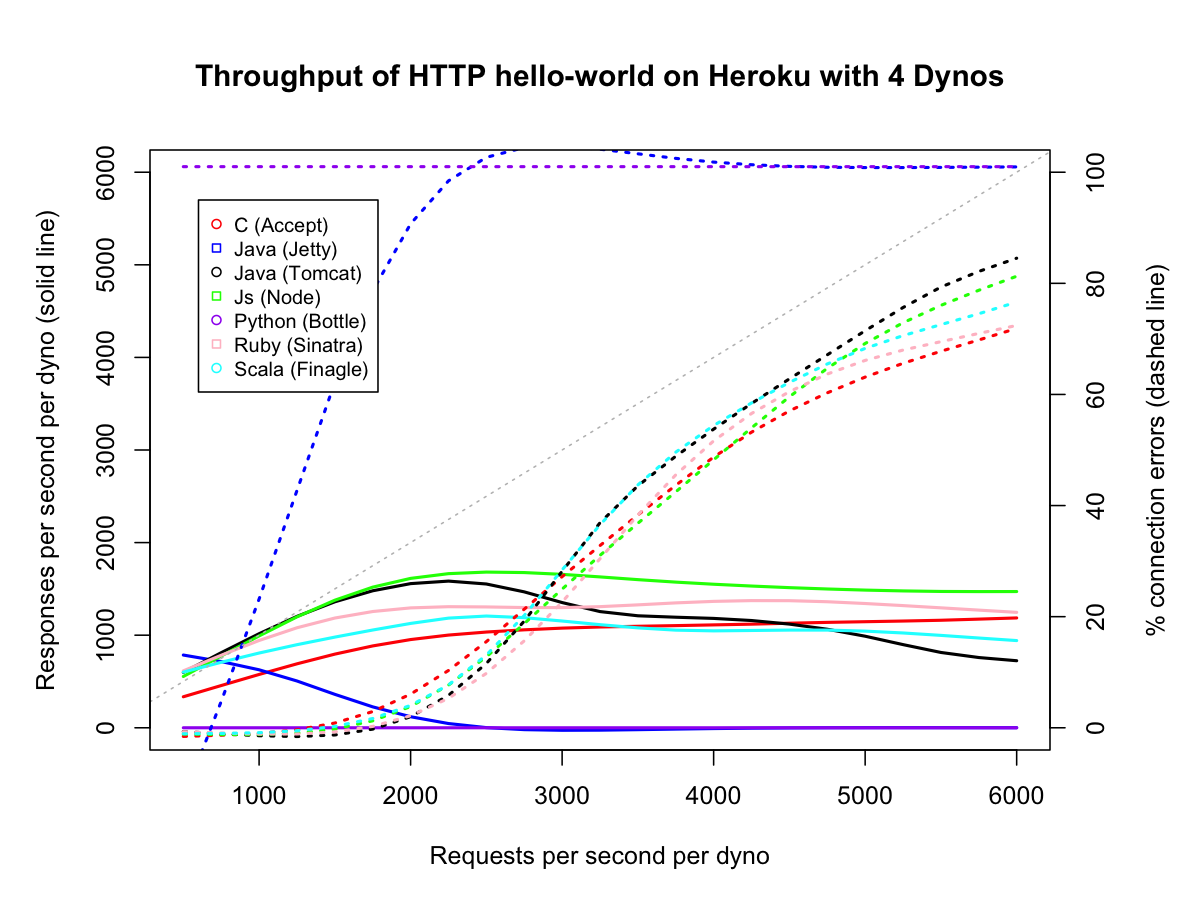 Throughput of HTTP hello-world on Heroku with 4 Dynos
Responses per second per dyno (solid line)
6000
5000
4000
3000
2000
1000
0
C (Accept)
Java (Jetty)
Java (Tomcat)
Js (Node)
Python (Bottle)
Ruby (Sinatra)
Scala (Finagle)
100
80
60
40
20
0
% connection errors (dashed line)
1000 2000 3000 4000 5000 6000
Requests per second per dyno